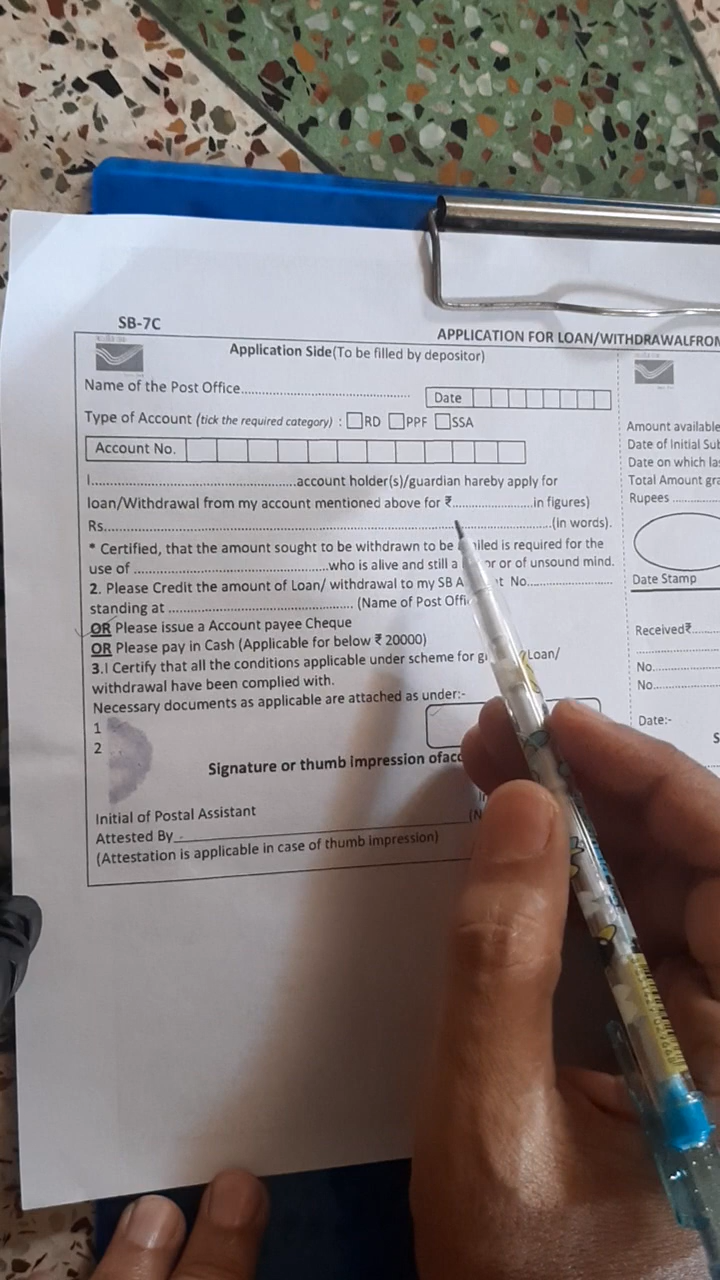 SB-7C
APPLICATION FOR LOAN/WITHDRAWALFROM
Application Side(To be filled by depositor)
Name of the Post Office..........................................
Date
Type of Account (tick the required category) : RD PPF SSA
Account No.
I..................................................account holder(s)/guardian hareby apply for
loan/Withdrawal from my account mentioned above for ₹....................in figures)
Rs..........................................................................................(in words).
* Certified, that the amount sought to be withdrawn to be is required for the
use of ..............................................who is alive and still a or of unsound mind.
2. Please Credit the amount of Loan/ withdrawal to my SB No.....................
standing at .......................................... (Name of Post
OR Please issue a Account payee Cheque
OR Please pay in Cash (Applicable for below ₹ 20000)
3.I Certify that all the conditions applicable under scheme for Loan/
withdrawal have been complied with.
Necessary documents as applicable are attached as under:-
1
2
Signature or thumb impression
Initial of Postal Assistant
Attested By
(Attestation is applicable in case of thumb impression)
Amount available
Date of Initial
Date on which
Total Amount
Rupees ............
Date Stamp
Received₹.......
No..............
No..............
Date:-